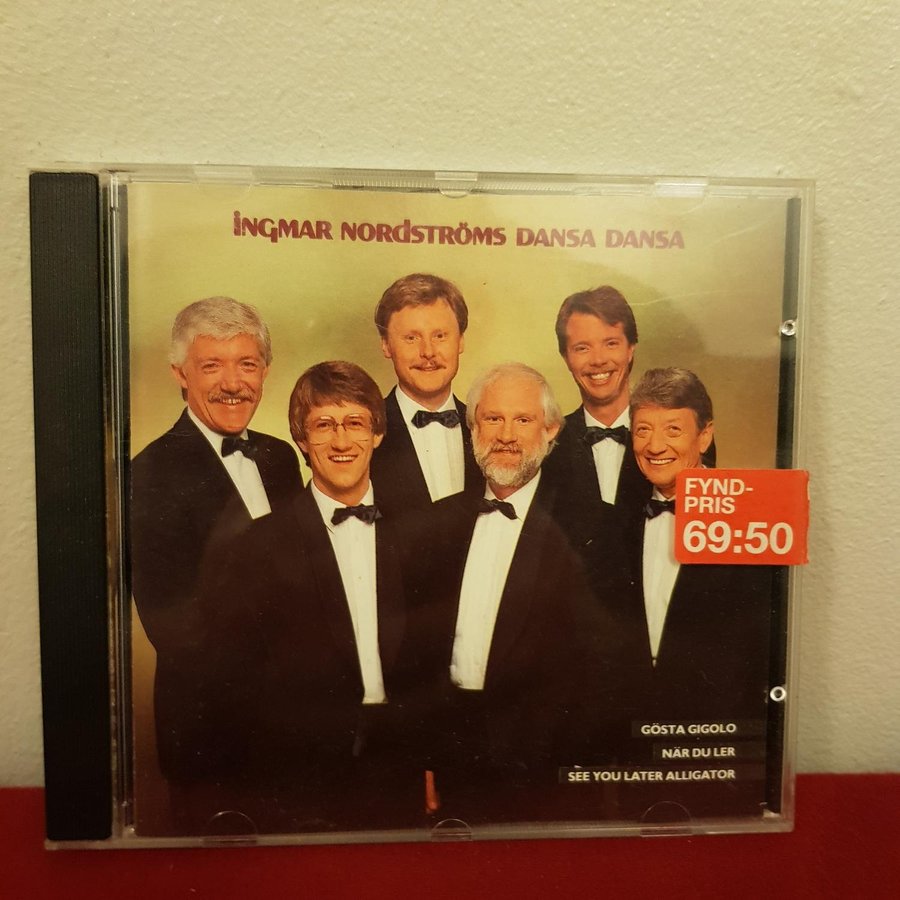 INGMAR NORDSTRÖMS DANSA DANSA
FYND-
PRIS
69:50
GÖSTA GIGOLO
NÄR DU LER
SEE YOU LATER ALLIGATOR